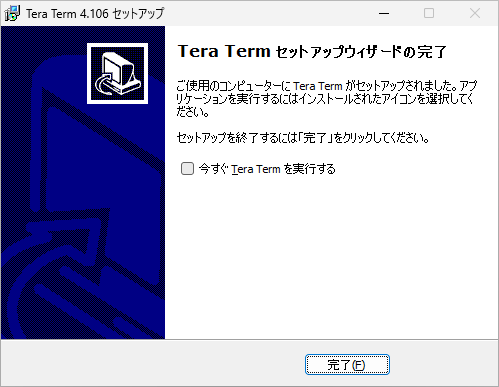 Tera Term 4.106 セットアップ
Tera Term セットアップウィザードの完了
ご使用のコンピューターに Tera Term がセットアップされました。アプ
リケーションを実行するにはインストールされたアイコンを選択してく
ださい。
セットアップを終了するには「完了」をクリックしてください。
今すぐ Tera Term を実行する
完了(F)